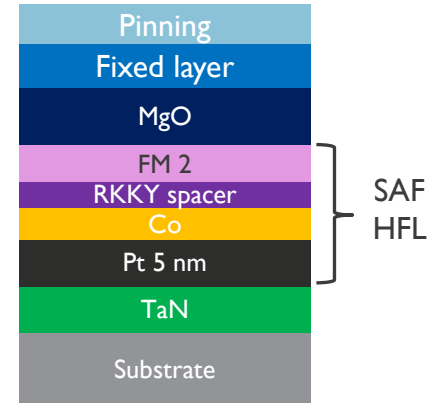 Pinning
Fixed layer
MgO
FM 2
RKKY spacer
Co
Pt 5 nm
TaN
Substrate
SAF
HFL